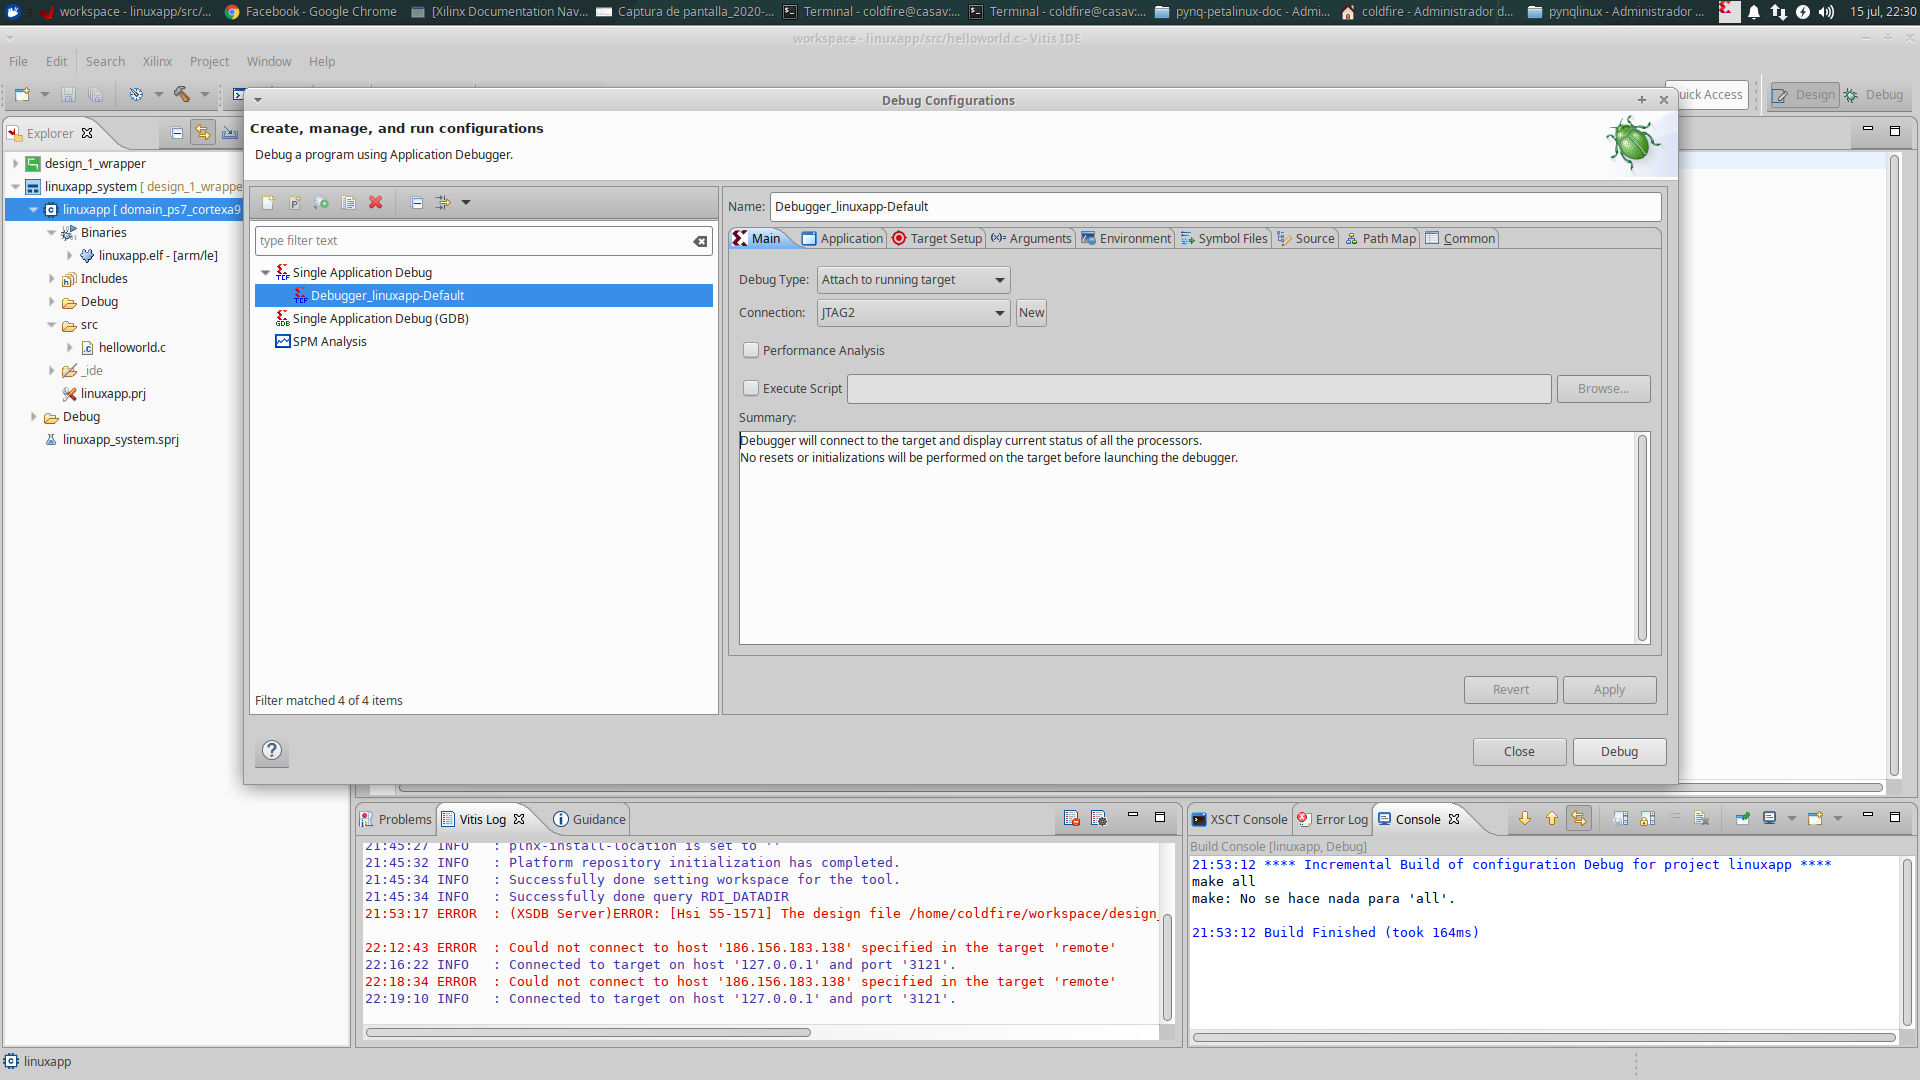 workspace - linuxapp/src/...
Facebook - Google Chrome
[Xilinx Documentation Nav...
Captura de pantalla_2020-...
Terminal - coldfire@casav:...
Terminal - coldfire@casav:...
pynq-petalinux-doc - Admi...
coldfire - Administrador d...
pynqlinux - Administrador ...
15 jul, 22:30
workspace - linuxapp/src/helloworld.c - Vitis IDE
File Edit Search Xilinx Project Window Help
uick Access
Design
Debug
Explorer
design_1_wrapper
linuxapp_system [ design_1_wrappe
linuxapp [ domain_ps7_cortexa9
Binaries
linuxapp.elf - [arm/le]
Includes
Debug
src
helloworld.c
_ide
linuxapp.prj
Debug
linuxapp_system.sprj
Debug Configurations
Create, manage, and run configurations
Debug a program using Application Debugger.
type filter text
Single Application Debug
Debugger_linuxapp-Default
Single Application Debug (GDB)
SPM Analysis
Filter matched 4 of 4 items
Name: Debugger_linuxapp-Default
Main Application Target Setup Arguments Environment Symbol Files Source Path Map Common
Debug Type: Attach to running target
Connection: JTAG2 New
Performance Analysis
Execute Script Browse...
Summary:
Debugger will connect to the target and display current status of all the processors.
No resets or initializations will be performed on the target before launching the debugger.
Revert Apply
Close Debug
Problems Vitis Log Guidance
21:45:27 INFO : plnx-install-location is set to ''
21:45:32 INFO : Platform repository initialization has completed.
21:45:34 INFO : Successfully done setting workspace for the tool.
21:45:34 INFO : Successfully done query RDI_DATADIR
21:53:17 ERROR : (XSDB Server)ERROR: [Hsi 55-1571] The design file /home/coldfire/workspace/design_
22:12:43 ERROR : Could not connect to host '186.156.183.138' specified in the target 'remote'
22:16:22 INFO : Connected to target on host '127.0.0.1' and port '3121'.
22:18:34 ERROR : Could not connect to host '186.156.183.138' specified in the target 'remote'
22:19:10 INFO : Connected to target on host '127.0.0.1' and port '3121'.
XSCT Console Error Log Console
Build Console [linuxapp, Debug]
21:53:12 **** Incremental Build of configuration Debug for project linuxapp ****
make all
make: No se hace nada para 'all'.
21:53:12 Build Finished (took 164ms)
linuxapp